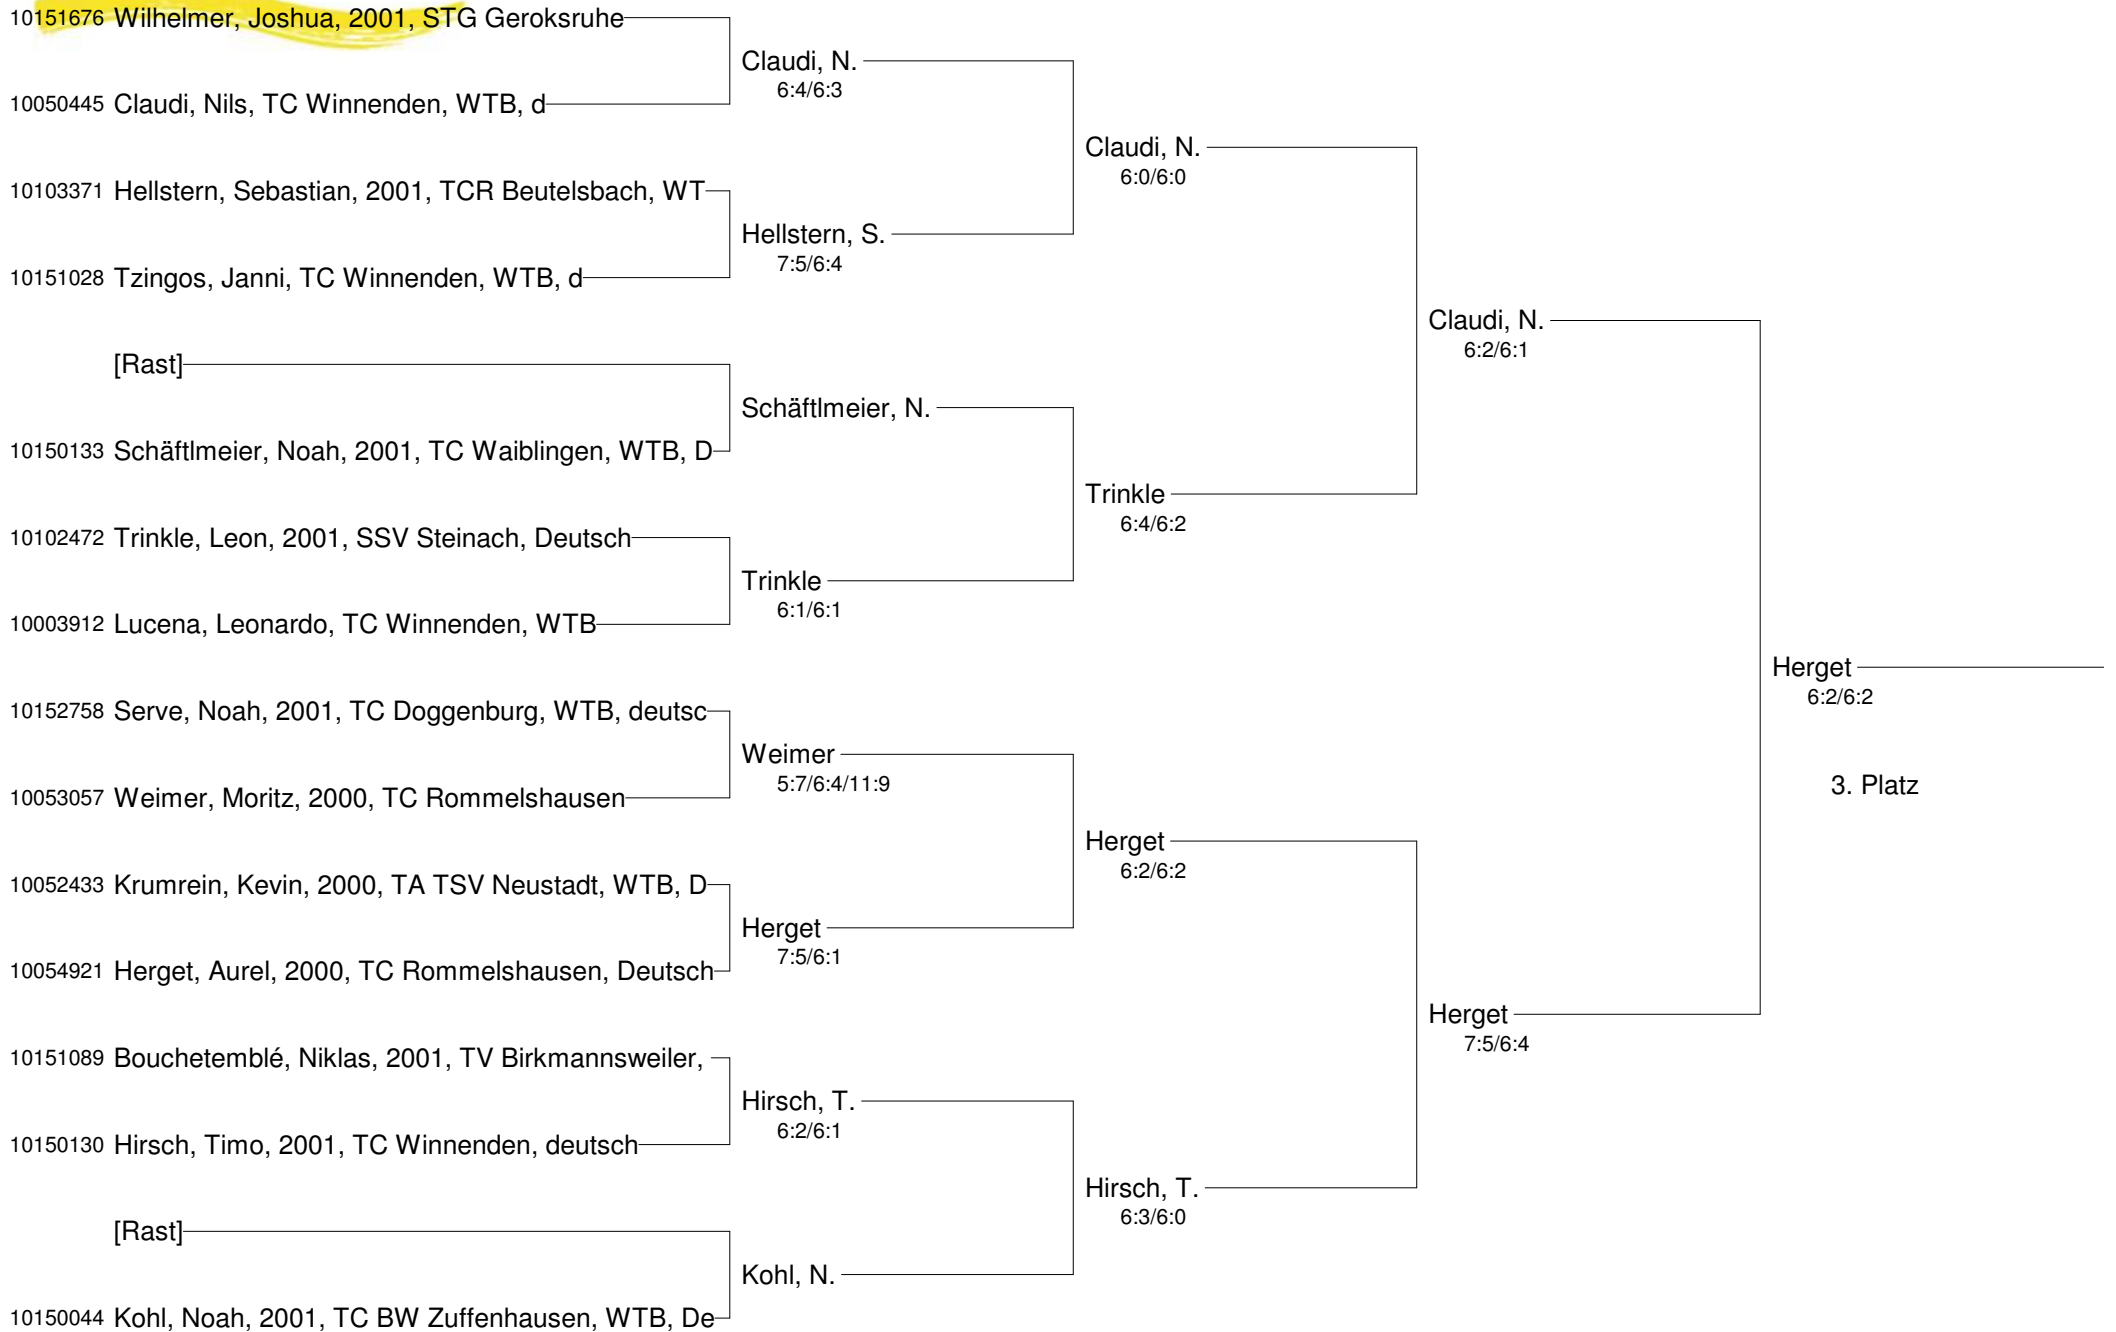 10151676 Wilhelmer, Joshua, 2001, STG Geroksruhe
Claudi, N.
6:4/6:3
10050445 Claudi, Nils, TC Winnenden, WTB, d
Claudi, N.
6:0/6:0
10103371 Hellstern, Sebastian, 2001, TCR Beutelsbach, WT
Hellstern, S.
7:5/6:4
10151028 Tzingos, Janni, TC Winnenden, WTB, d
Claudi, N.
6:2/6:1
[Rast]
Schäftlmeier, N.
10150133 Schäftlmeier, Noah, 2001, TC Waiblingen, WTB, D
Trinkle
6:4/6:2
10102472 Trinkle, Leon, 2001, SSV Steinach, Deutsch
Trinkle
6:1/6:1
10003912 Lucena, Leonardo, TC Winnenden, WTB
Herget
6:2/6:2
10152758 Serve, Noah, 2001, TC Doggenburg, WTB, deutsc
Weimer
5:7/6:4/11:9
3. Platz
10053057 Weimer, Moritz, 2000, TC Rommelshausen
Herget
6:2/6:2
10052433 Krumrein, Kevin, 2000, TA TSV Neustadt, WTB, D
Herget
7:5/6:1
10054921 Herget, Aurel, 2000, TC Rommelshausen, Deutsch
Herget
7:5/6:4
10151089 Bouchetemblé, Niklas, 2001, TV Birkmannsweiler,
Hirsch, T.
6:2/6:1
10150130 Hirsch, Timo, 2001, TC Winnenden, deutsch
Hirsch, T.
6:3/6:0
[Rast]
Kohl, N.
10150044 Kohl, Noah, 2001, TC BW Zuffenhausen, WTB, De